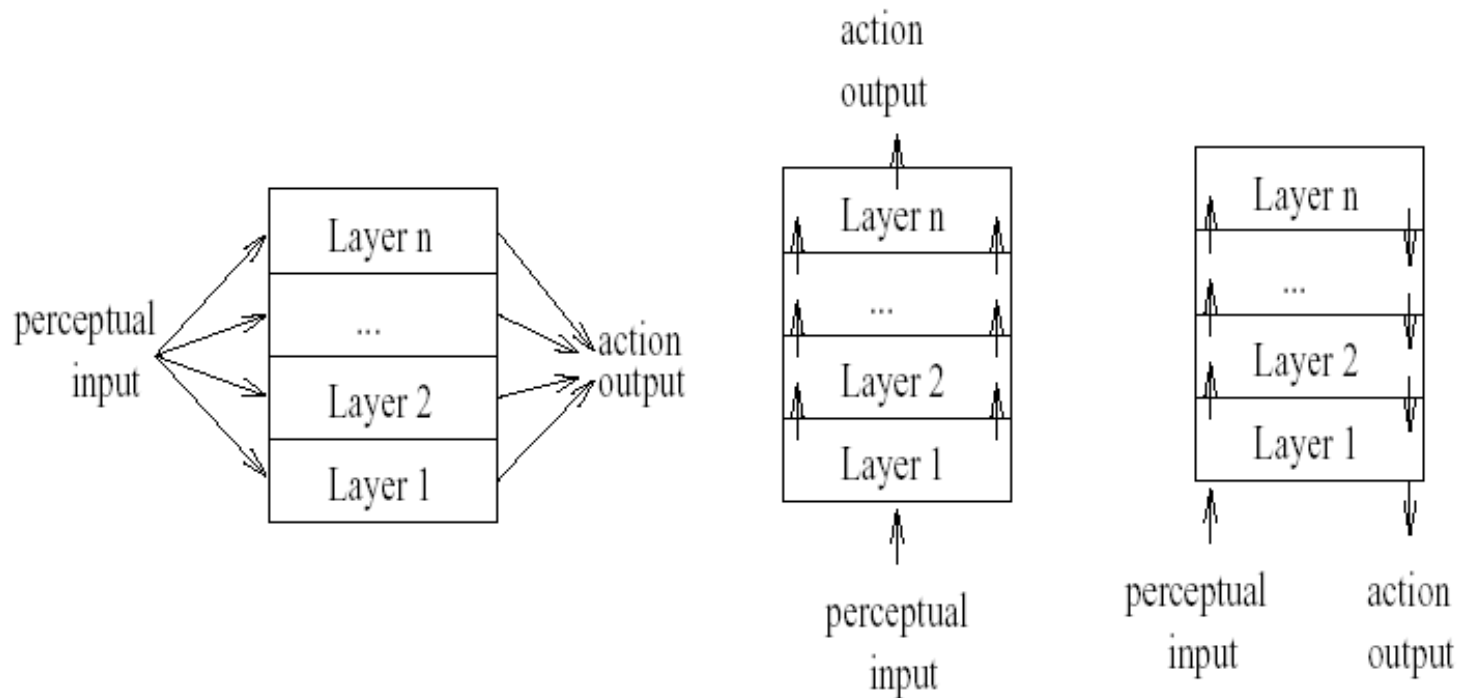 perceptual
input
Layer n
...
Layer 2
Layer 1
action
output
action
output
Layer n
...
Layer 2
Layer 1
perceptual
input
Layer n
...
Layer 2
Layer 1
perceptual
input
action
output